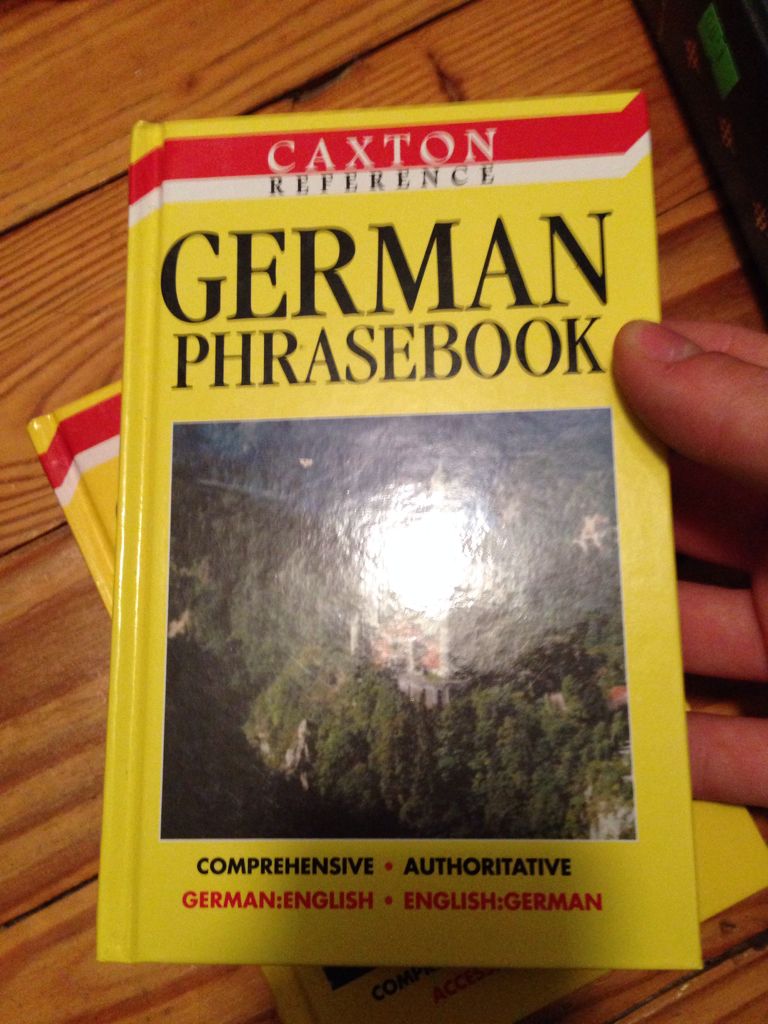 CAXTON
REFERENCE
GERMAN
PHRASEBOOK
COMPREHENSIVE • AUTHORITATIVE
GERMAN:ENGLISH • ENGLISH:GERMAN